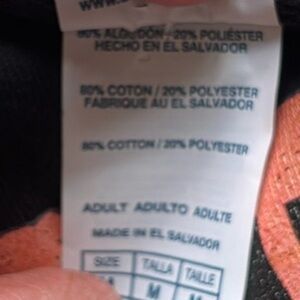 80% ALGODÓN / 20% POLIÉSTER
HECHO EN EL SALVADOR
80% COTON / 20% POLYESTER
FABRIQUE AU EL SALVADOR
80% COTTON / 20% POLYESTER
ADULT ADULTO ADULTE
MADE IN EL SALVADOR
SIZE TALLA TAILLE
M